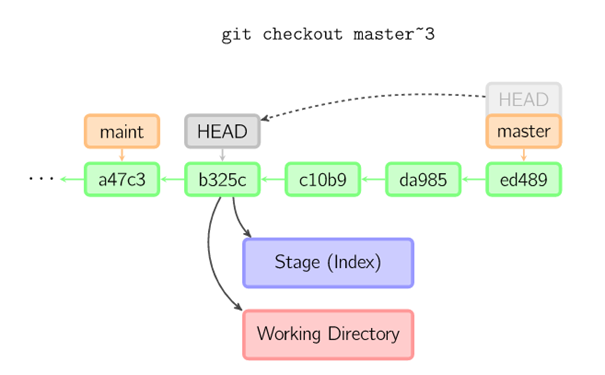 git checkout master~3
HEAD
maint
HEAD
master
...
a47c3
b325c
c10b9
da985
ed489
Stage (Index)
Working Directory